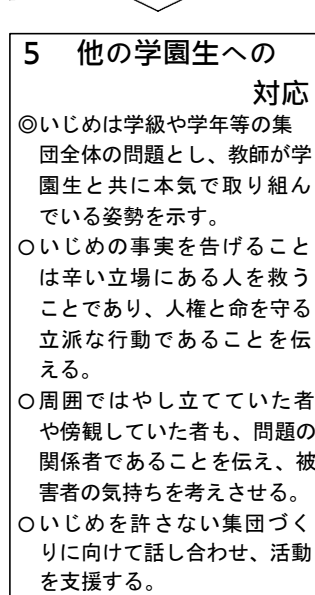 5 他の学園生への
対応
◎いじめは学級や学年等の集
団全体の問題とし、教師が学
園生と共に本気で取り組ん
でいる姿勢を示す。
○いじめの事実を告げること
は辛い立場にある人を救う
ことであり、人権と命を守る
立派な行動であることを伝
える。
○周囲ではやし立てていた者
や傍観していた者も、問題の
関係者であることを伝え、被
害者の気持ちを考えさせる。
○いじめを許さない集団づく
りに向けて話し合わせ、活動
を支援する。